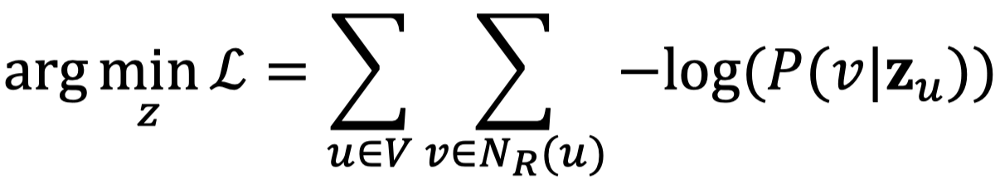 arg min_z ℒ = ∑_{u∈V} ∑_{v∈N_R(u)} −log(P(v|𝐳_u))